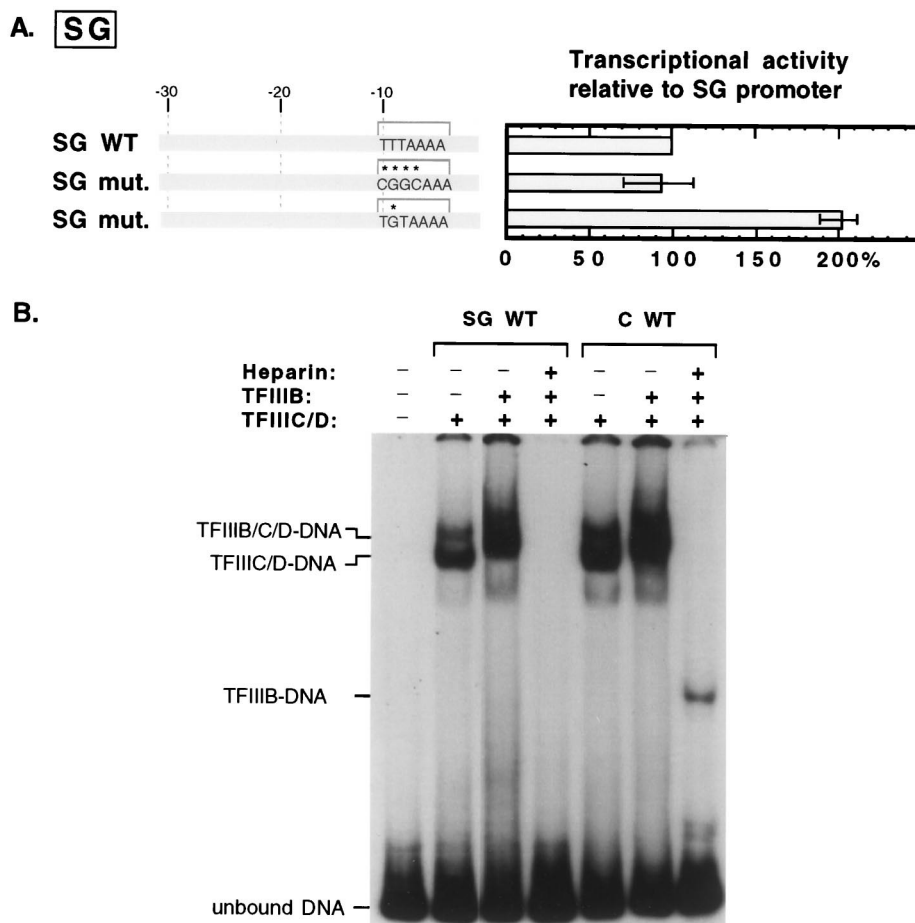 A. SG
Transcriptional activity
relative to SG promoter
-30 -20 -10
SG WT TTTAAAA
* * * *
SG mut. CGGCAAA
*
SG mut. TGTAAAA
0 50 100 150 200%
B.
SG WT C WT
Heparin: – – – + – – +
TFIIIB: – – + + – + +
TFIIIC/D: – + + + + + +
TFIIIB/C/D-DNA
TFIIIC/D-DNA
TFIIIB-DNA
unbound DNA